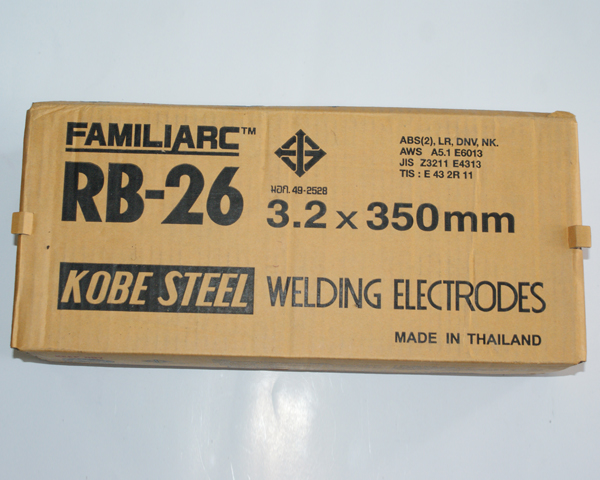 FAMILIARC™
RB-26
มอก. 49-2528
ABS(2), LR, DNV, NK.
AWS A5.1 E6013
JIS Z3211 E4313
TIS : E 43 2R 11
3.2 x 350mm
KOBE STEEL WELDING ELECTRODES
MADE IN THAILAND